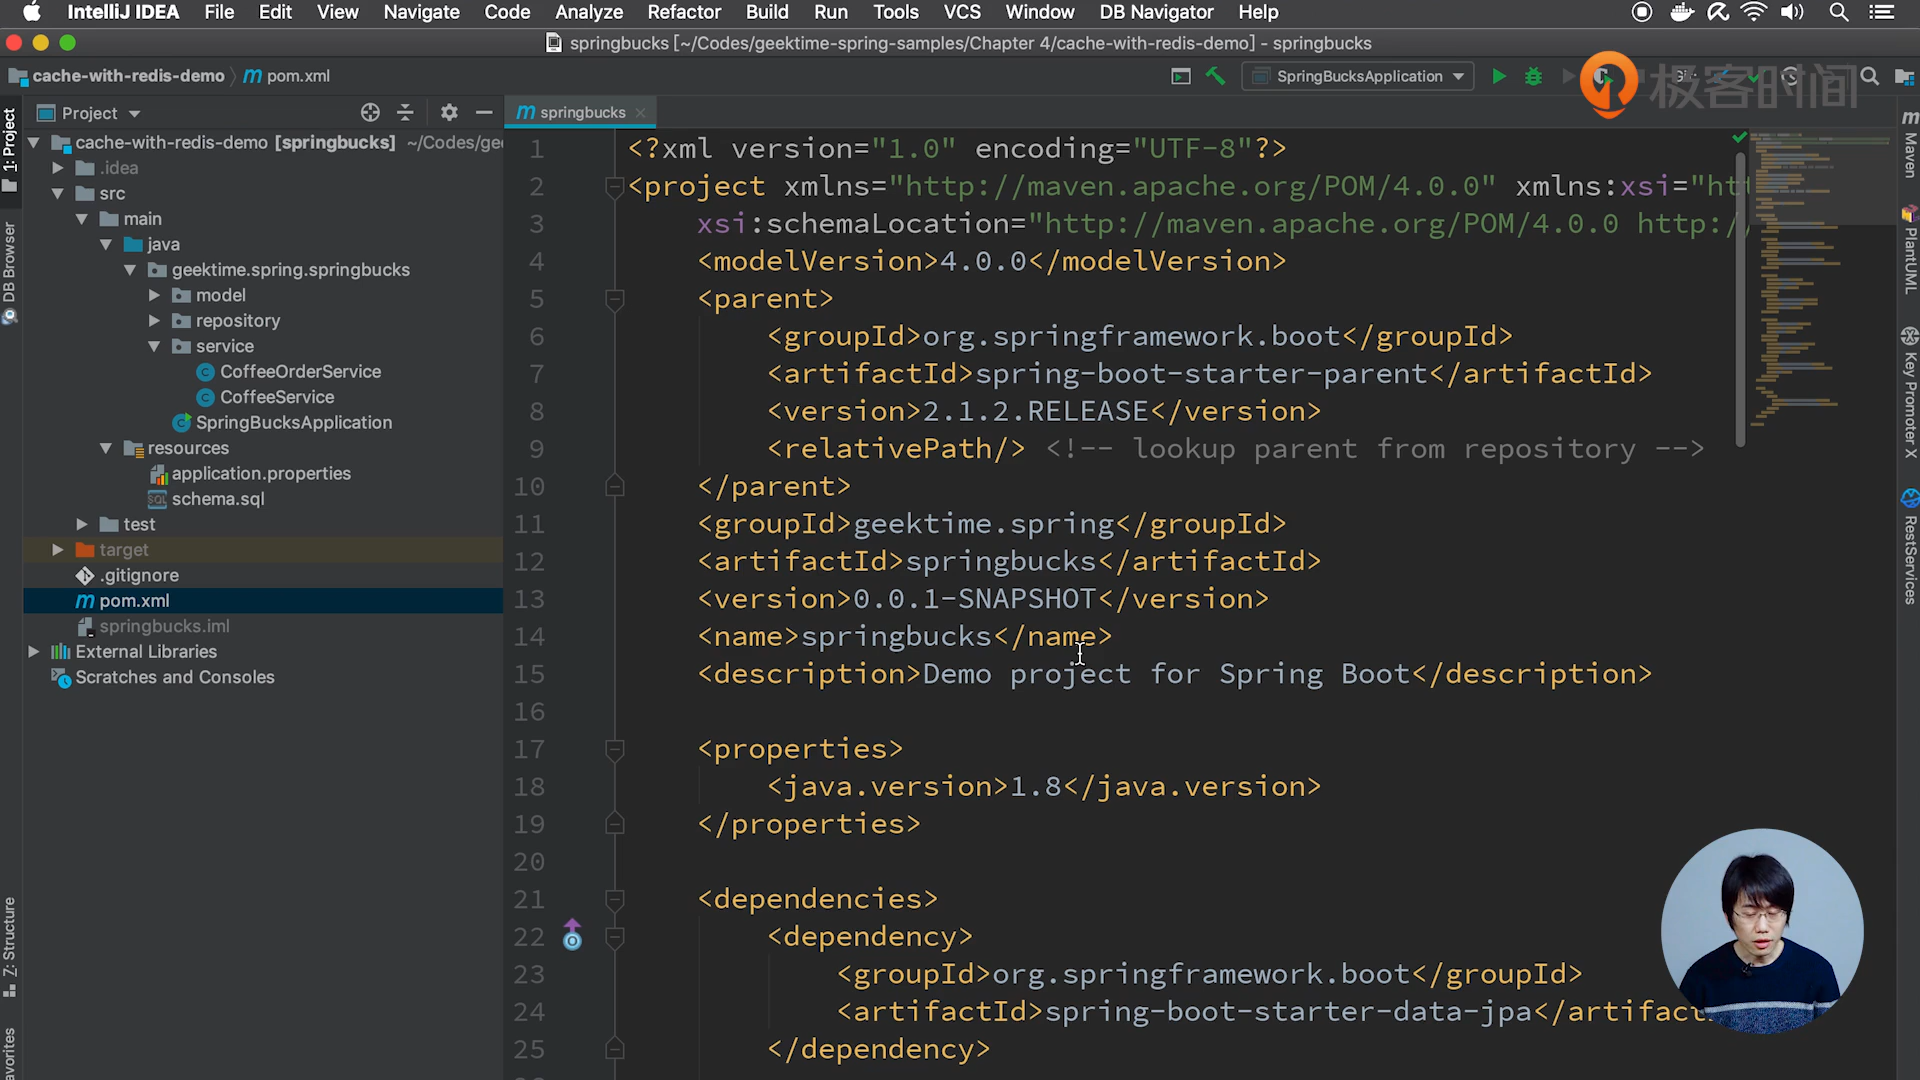 IntelliJ IDEA File Edit View Navigate Code Analyze Refactor Build Run Tools VCS Window DB Navigator Help
springbucks [~/Codes/geektime-spring-samples/Chapter 4/cache-with-redis-demo] - springbucks
cache-with-redis-demo pom.xml SpringBucksApplication
极客时间
Project
springbucks
cache-with-redis-demo [springbucks] ~/Codes/gee
.idea
src
main
java
geektime.spring.springbucks
model
repository
service
CoffeeOrderService
CoffeeService
SpringBucksApplication
resources
application.properties
schema.sql
test
target
.gitignore
pom.xml
springbucks.iml
External Libraries
Scratches and Consoles
1: Project
DB Browser
Z: Structure
avorites
1 <?xml version="1.0" encoding="UTF-8"?>
2 <project xmlns="http://maven.apache.org/POM/4.0.0" xmlns:xsi="ht
3 xsi:schemaLocation="http://maven.apache.org/POM/4.0.0 http:/
4 <modelVersion>4.0.0</modelVersion>
5 <parent>
6 <groupId>org.springframework.boot</groupId>
7 <artifactId>spring-boot-starter-parent</artifactId>
8 <version>2.1.2.RELEASE</version>
9 <relativePath/> <!-- lookup parent from repository -->
10 </parent>
11 <groupId>geektime.spring</groupId>
12 <artifactId>springbucks</artifactId>
13 <version>0.0.1-SNAPSHOT</version>
14 <name>springbucks</name>
15 <description>Demo project for Spring Boot</description>
16
17 <properties>
18 <java.version>1.8</java.version>
19 </properties>
20
21 <dependencies>
22 <dependency>
23 <groupId>org.springframework.boot</groupId>
24 <artifactId>spring-boot-starter-data-jpa</artifact
25 </dependency>
Maven
PlantUML
Key Promoter X
RestServices